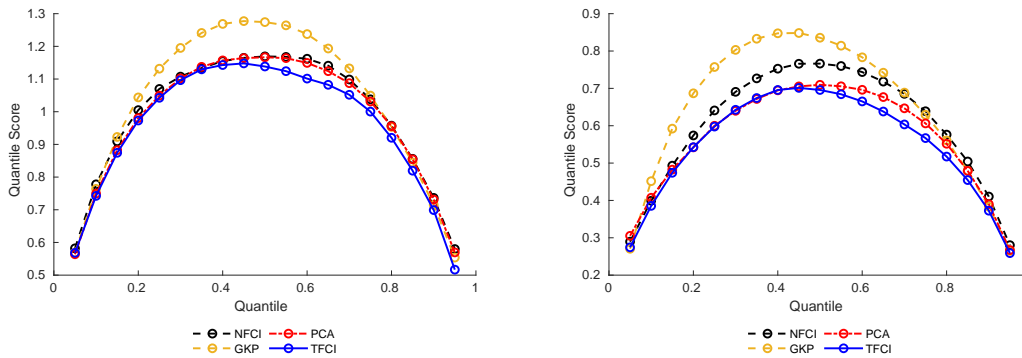 1.3
1.2
1.1
1
0.9
0.8
0.7
0.6
0.5
Quantile Score
0 0.2 0.4 0.6 0.8 1
Quantile
NFCI PCA
GKP TFCI
0.9
0.8
0.7
0.6
0.5
0.4
0.3
0.2
Quantile Score
0 0.2 0.4 0.6 0.8 1
Quantile
NFCI PCA
GKP TFCI